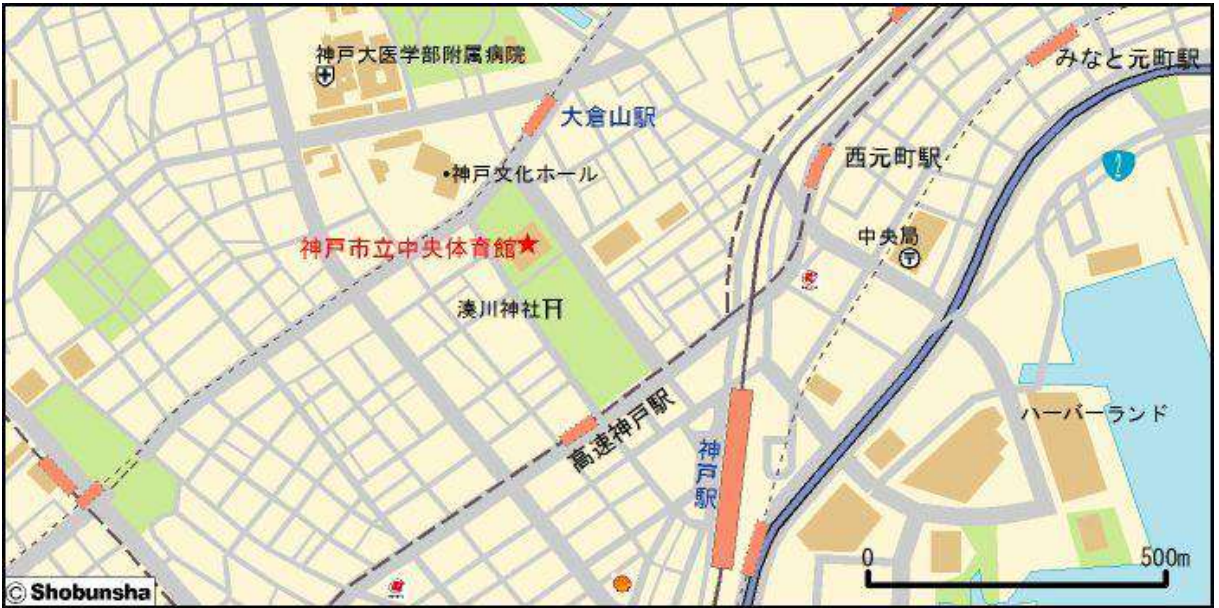 神戸大医学部附属病院
みなと元町駅
大倉山駅
西元町駅
2
・神戸文化ホール
中央局
〒
神戸市立中央体育館★
湊川神社
ハーバーランド
高速神戸駅
神戸駅
0 500m
© Shobunsha